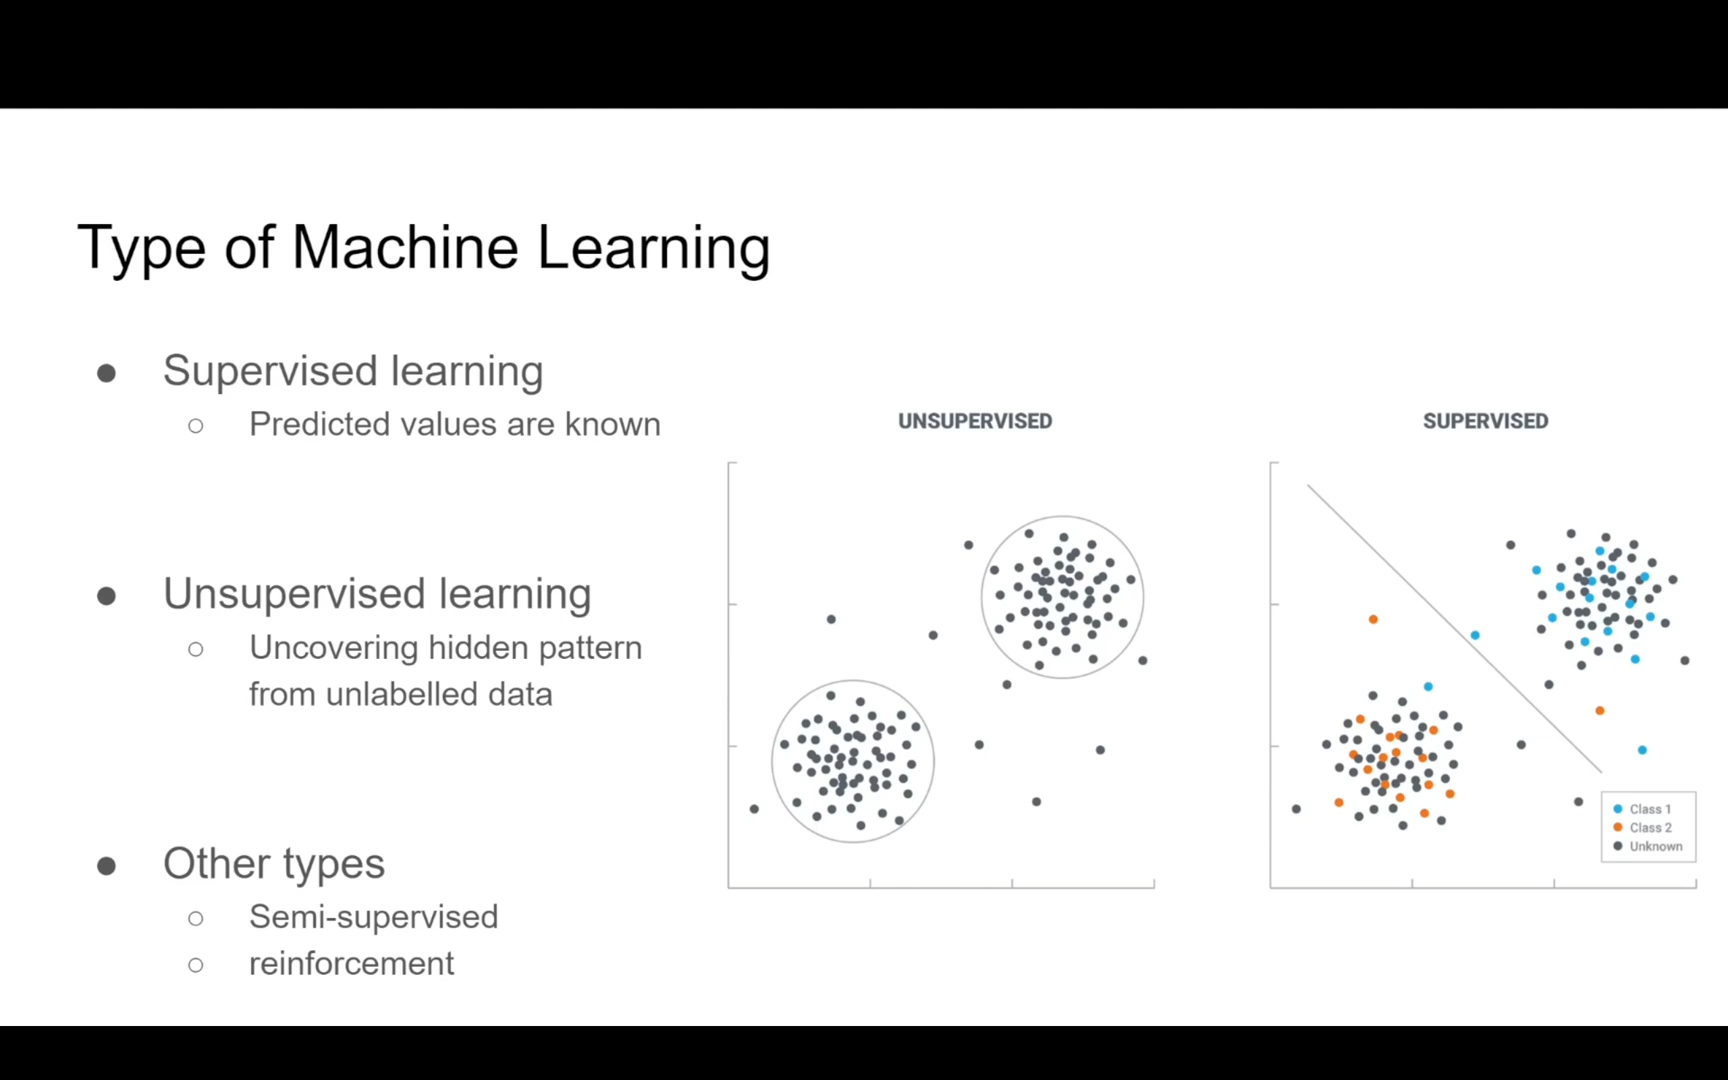 Type of Machine Learning
● Supervised learning
○ Predicted values are known
● Unsupervised learning
○ Uncovering hidden pattern
from unlabelled data
● Other types
○ Semi-supervised
○ reinforcement
UNSUPERVISED
SUPERVISED
Class 1
Class 2
Unknown